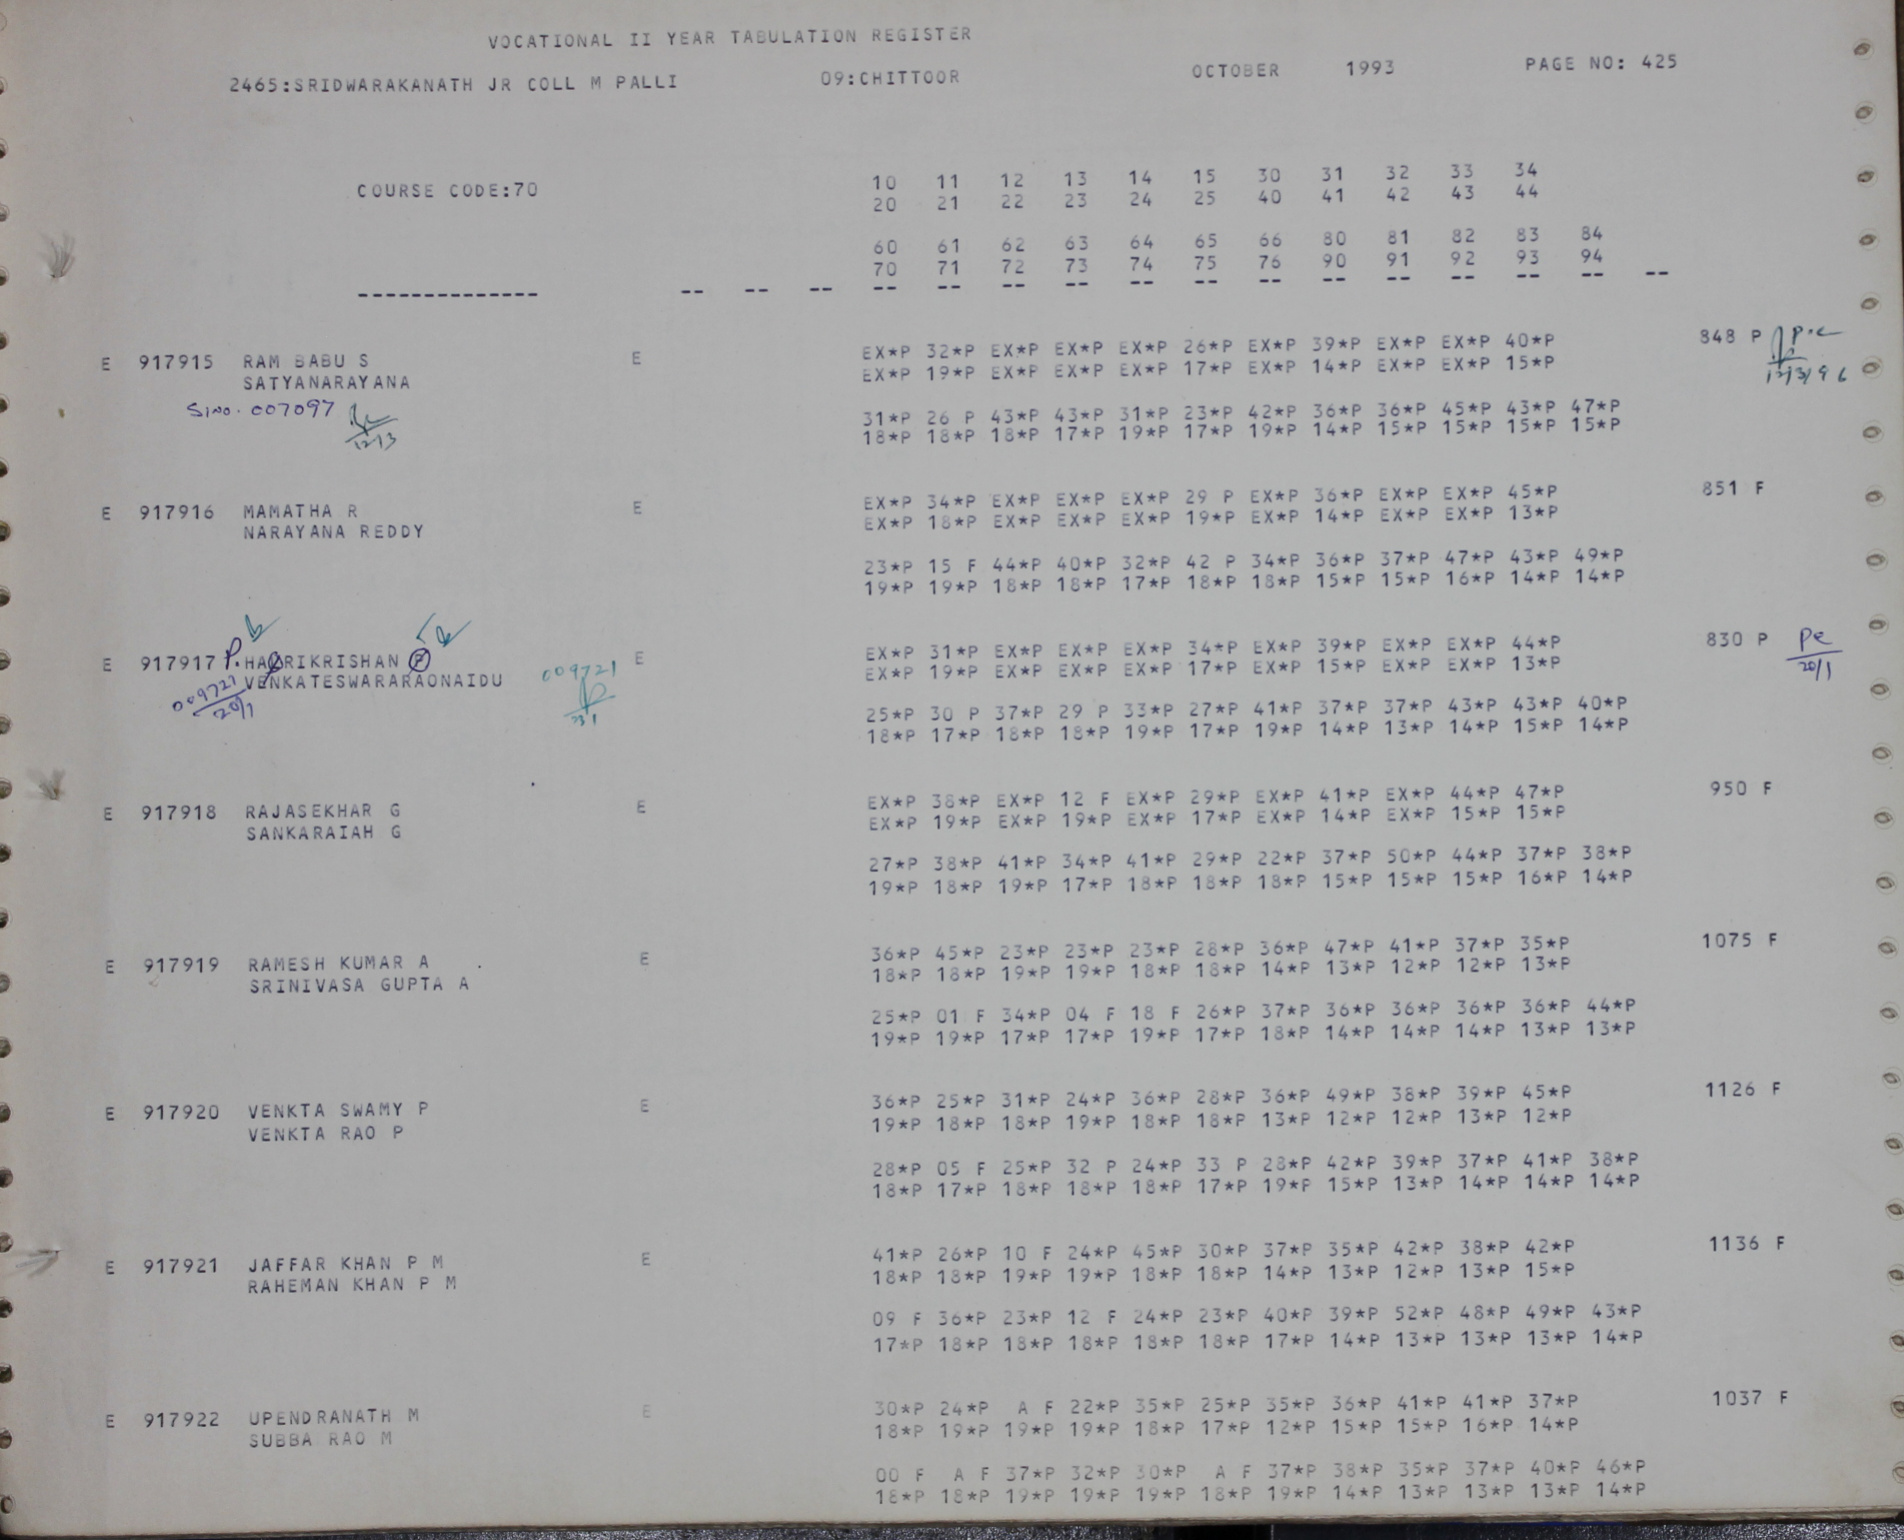 VOCATIONAL II YEAR TABULATION REGISTER
2465:SRIDWARAKANATH JR COLL M PALLI 09:CHITTOOR OCTOBER 1993 PAGE NO: 425
10 11 12 13 14 15 30 31 32 33 34
COURSE CODE:70 20 21 22 23 24 25 40 41 42 43 44
60 61 62 63 64 65 66 80 81 82 83 84
70 71 72 73 74 75 76 90 91 92 93 94
-------------- -- -- -- -- -- -- -- -- -- -- -- -- -- -- -- --
E 917915 RAM BABU S E EX*P 32*P EX*P EX*P EX*P 26*P EX*P 39*P EX*P EX*P 40*P 848 P P.C
SATYANARAYANA EX*P 19*P EX*P EX*P EX*P 17*P EX*P 14*P EX*P EX*P 15*P 12/3/96
SINO. 007097 31*P 26 P 43*P 43*P 31*P 23*P 42*P 36*P 36*P 45*P 43*P 47*P
12/3 18*P 18*P 18*P 17*P 19*P 17*P 19*P 14*P 15*P 15*P 15*P 15*P
E 917916 MAMATHA R E EX*P 34*P EX*P EX*P EX*P 29 P EX*P 36*P EX*P EX*P 45*P 851 F
NARAYANA REDDY EX*P 18*P EX*P EX*P EX*P 19*P EX*P 14*P EX*P EX*P 13*P
23*P 15 F 44*P 40*P 32*P 42 P 34*P 36*P 37*P 47*P 43*P 49*P
19*P 19*P 18*P 18*P 17*P 18*P 18*P 15*P 15*P 16*P 14*P 14*P
E 917917 P. HARRIKRISHAN P E EX*P 31*P EX*P EX*P EX*P 34*P EX*P 39*P EX*P EX*P 44*P 830 P Pc
VENKATESWARARAONAIDU 009721 EX*P 19*P EX*P EX*P EX*P 17*P EX*P 15*P EX*P EX*P 13*P 20/1
009721 20/1 23/1 25*P 30 P 37*P 29 P 33*P 27*P 41*P 37*P 37*P 43*P 43*P 40*P
18*P 17*P 18*P 18*P 19*P 17*P 19*P 14*P 13*P 14*P 15*P 14*P
E 917918 RAJASEKHAR G E EX*P 38*P EX*P 12 F EX*P 29*P EX*P 41*P EX*P 44*P 47*P 950 F
SANKARAIAH G EX*P 19*P EX*P 19*P EX*P 17*P EX*P 14*P EX*P 15*P 15*P
27*P 38*P 41*P 34*P 41*P 29*P 22*P 37*P 50*P 44*P 37*P 38*P
19*P 18*P 19*P 17*P 18*P 18*P 18*P 15*P 15*P 15*P 16*P 14*P
E 917919 RAMESH KUMAR A E 36*P 45*P 23*P 23*P 23*P 28*P 36*P 47*P 41*P 37*P 35*P 1075 F
SRINIVASA GUPTA A 18*P 18*P 19*P 19*P 18*P 18*P 14*P 13*P 12*P 12*P 13*P
25*P 01 F 34*P 04 F 18 F 26*P 37*P 36*P 36*P 36*P 36*P 44*P
19*P 19*P 17*P 17*P 19*P 17*P 18*P 14*P 14*P 14*P 13*P 13*P
E 917920 VENKTA SWAMY P E 36*P 25*P 31*P 24*P 36*P 28*P 36*P 49*P 38*P 39*P 45*P 1126 F
VENKTA RAO P 19*P 18*P 18*P 19*P 18*P 18*P 13*P 12*P 12*P 13*P 12*P
28*P 05 F 25*P 32 P 24*P 33 P 28*P 42*P 39*P 37*P 41*P 38*P
18*P 17*P 18*P 18*P 18*P 17*P 19*P 15*P 13*P 14*P 14*P 14*P
E 917921 JAFFAR KHAN P M E 41*P 26*P 10 F 24*P 45*P 30*P 37*P 35*P 42*P 38*P 42*P 1136 F
RAHEMAN KHAN P M 18*P 18*P 19*P 19*P 18*P 18*P 14*P 13*P 12*P 13*P 15*P
09 F 36*P 23*P 12 F 24*P 23*P 40*P 39*P 52*P 48*P 49*P 43*P
17*P 18*P 18*P 18*P 18*P 18*P 17*P 14*P 13*P 13*P 13*P 14*P
E 917922 UPENDRANATH M E 30*P 24*P A F 22*P 35*P 25*P 35*P 36*P 41*P 41*P 37*P 1037 F
SUBBA RAO M 18*P 19*P 19*P 19*P 18*P 17*P 12*P 15*P 15*P 16*P 14*P
00 F A F 37*P 32*P 30*P A F 37*P 38*P 35*P 37*P 40*P 46*P
18*P 18*P 19*P 19*P 19*P 18*P 19*P 14*P 13*P 13*P 13*P 14*P